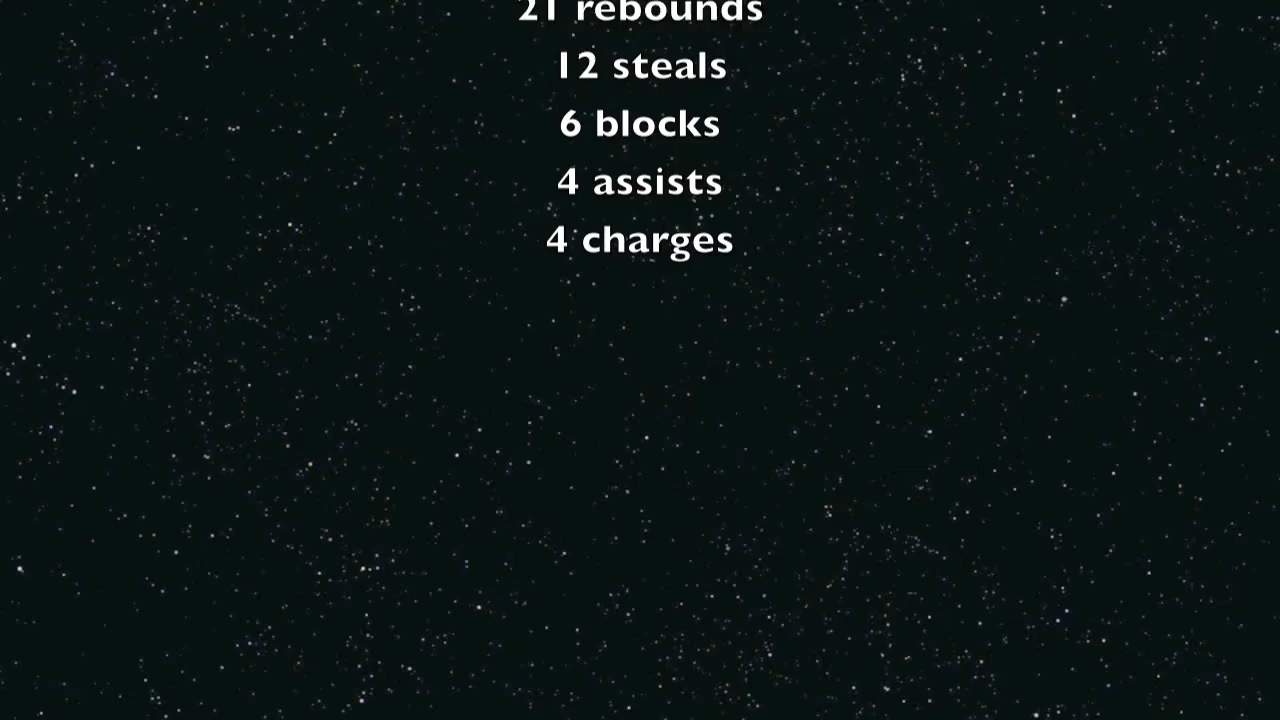 21 rebounds
12 steals
6 blocks
4 assists
4 charges